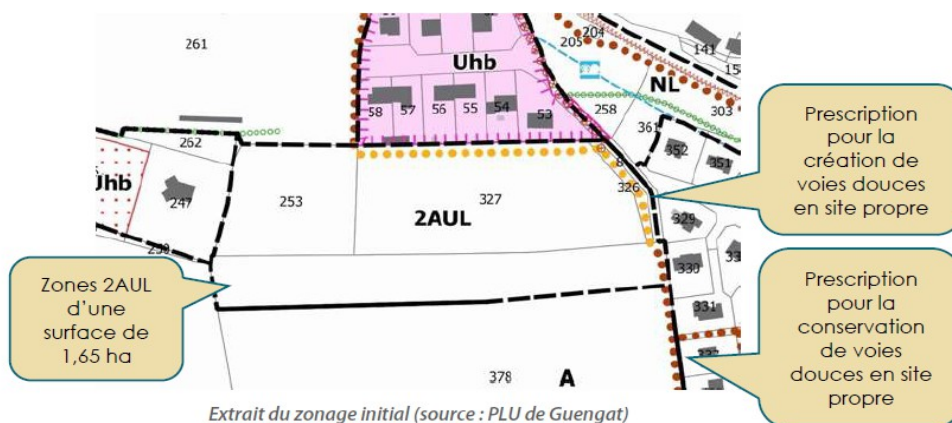 261
204
205
141
Uhb
NL
58
57
56
55
54
53
258
303
361
262
352
351
Uhb
247
253
327
326
2AUL
329
330
331
378
A
Prescription
pour la
création de
voies douces
en site propre
Zones 2AUL
d'une
surface de
1,65 ha
Prescription
pour la
conservation
de voies
douces en site
propre
Extrait du zonage initial (source : PLU de Guengat)